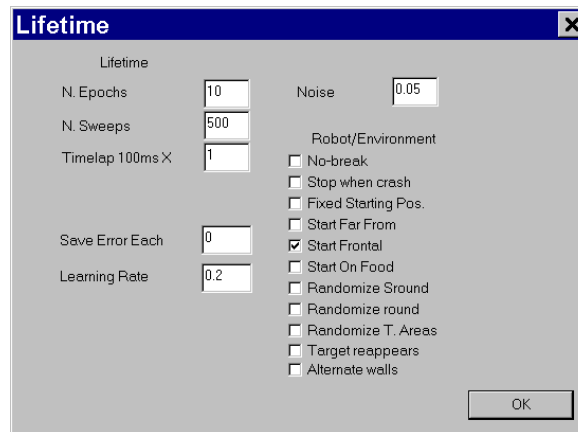 Lifetime
Lifetime
N. Epochs 10
N. Sweeps 500
Timelap 100ms X 1
Save Error Each 0
Learning Rate 0.2
Noise 0.05
Robot/Environment
No-break
Stop when crash
Fixed Starting Pos.
Start Far From
Start Frontal
Start On Food
Randomize Sround
Randomize round
Randomize T. Areas
Target reappears
Alternate walls
OK